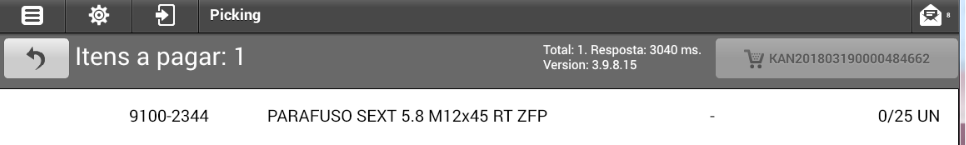 Picking
8
Itens a pagar: 1
Total: 1. Resposta: 3040 ms.
Version: 3.9.8.15
KAN201803190000484662
9100-2344 PARAFUSO SEXT 5.8 M12x45 RT ZFP - 0/25 UN